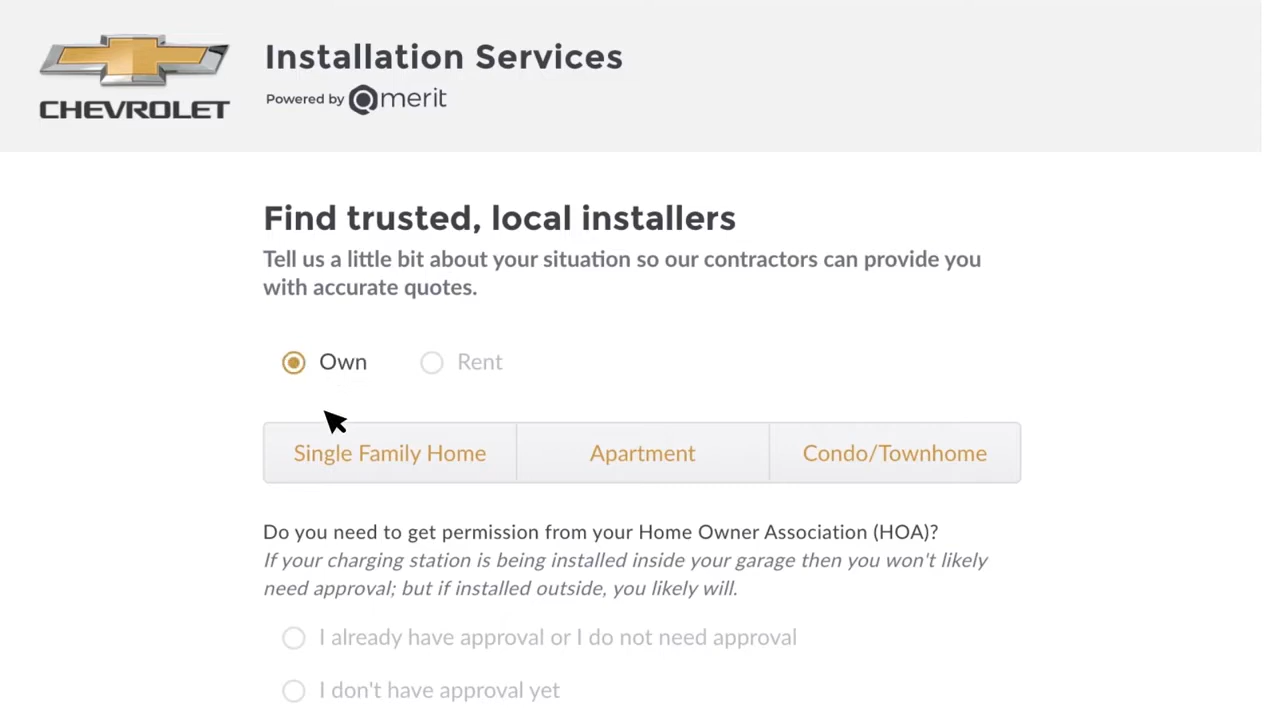 CHEVROLET
Installation Services
Powered by Qmerit
Find trusted, local installers
Tell us a little bit about your situation so our contractors can provide you
with accurate quotes.
Own Rent
Single Family Home Apartment Condo/Townhome
Do you need to get permission from your Home Owner Association (HOA)?
If your charging station is being installed inside your garage then you won't likely
need approval; but if installed outside, you likely will.
I already have approval or I do not need approval
I don't have approval yet